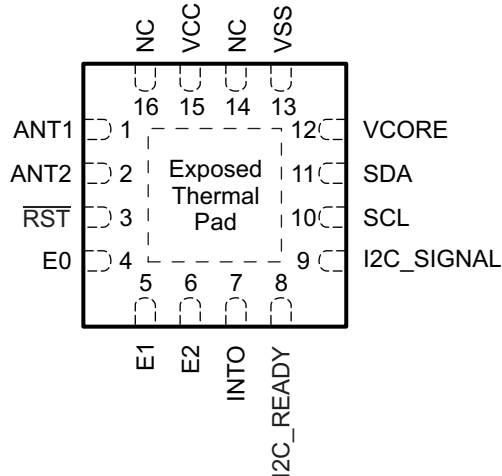 NC VCC NC VSS
16 15 14 13
ANT1 1 12 VCORE
ANT2 2 11 SDA
RST 3 10 SCL
E0 4 9 I2C_SIGNAL
Exposed
Thermal
Pad
5 6 7 8
E1 E2 INTO I2C_READY